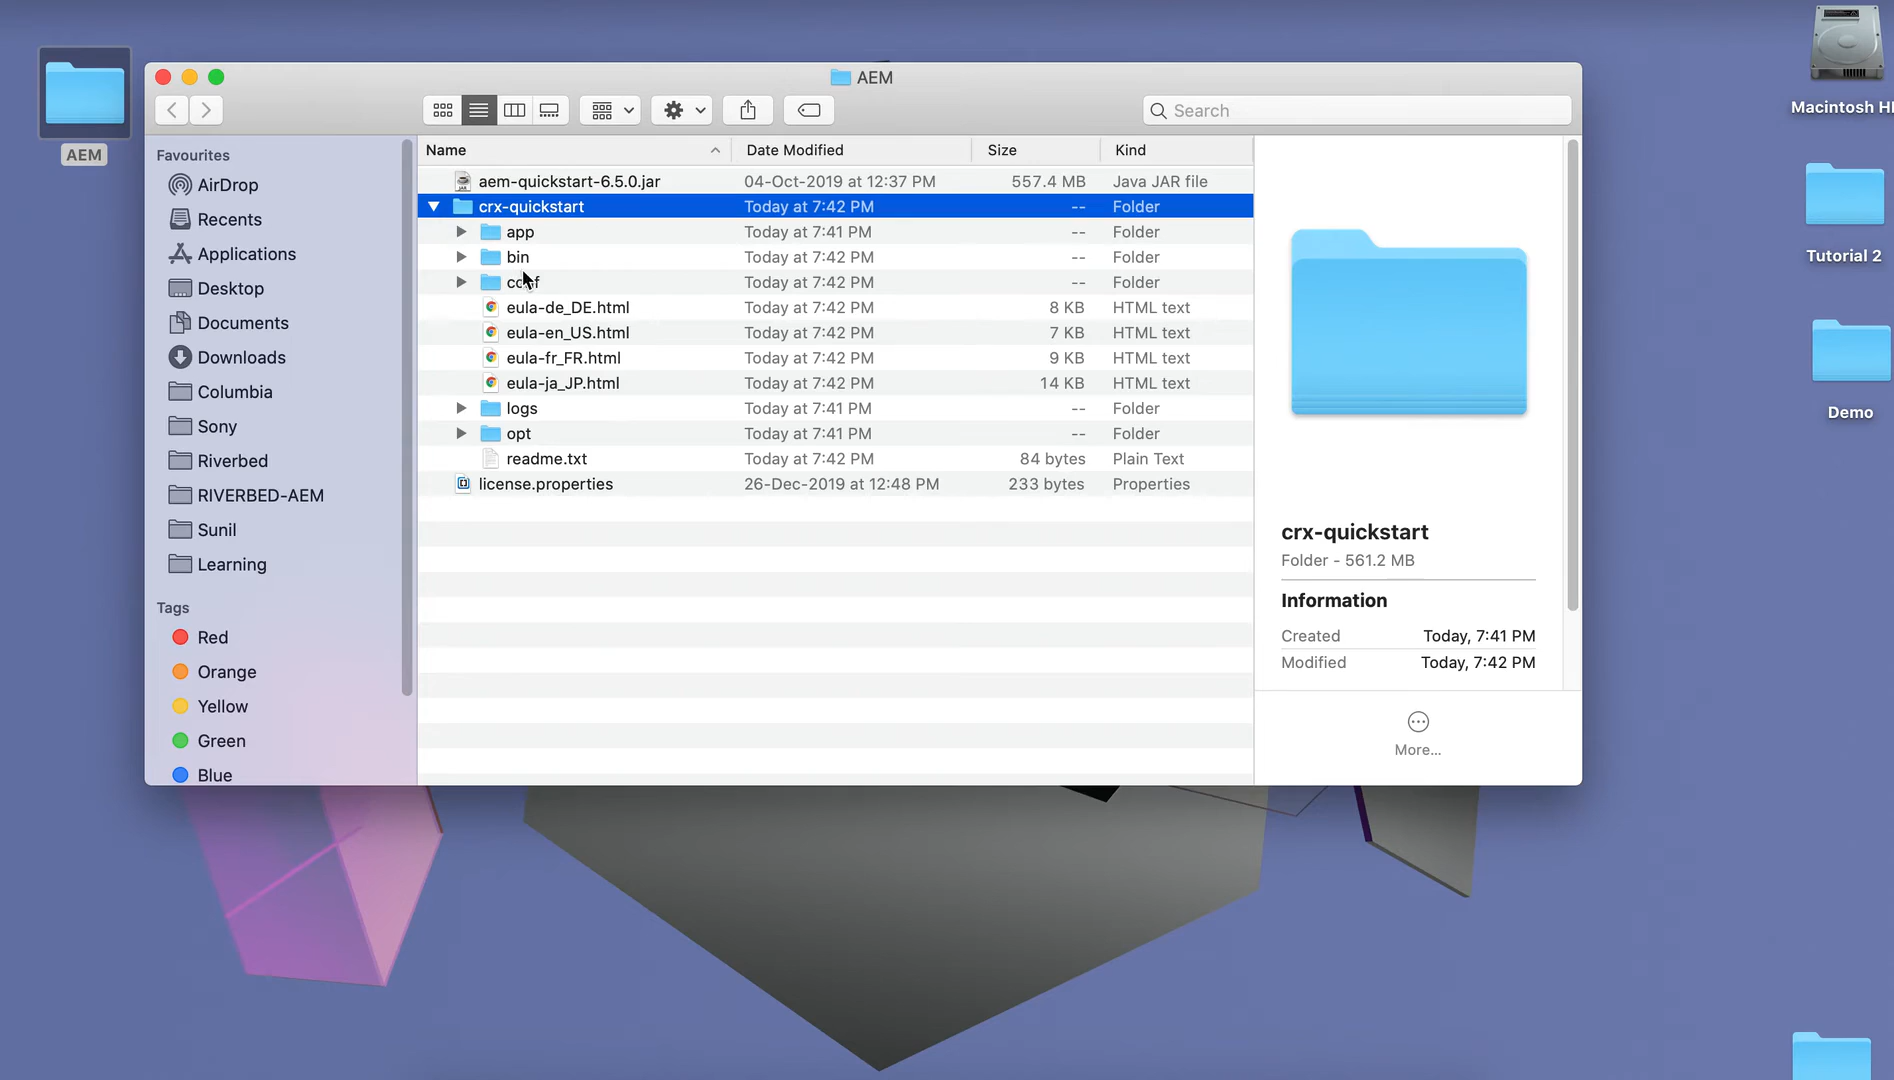 AEM
AEM
Search
Macintosh H
Tutorial 2
Demo
Favourites
AirDrop
Recents
Applications
Desktop
Documents
Downloads
Columbia
Sony
Riverbed
RIVERBED-AEM
Sunil
Learning
Tags
Red
Orange
Yellow
Green
Blue
Name Date Modified Size Kind
aem-quickstart-6.5.0.jar 04-Oct-2019 at 12:37 PM 557.4 MB Java JAR file
crx-quickstart Today at 7:42 PM -- Folder
app Today at 7:41 PM -- Folder
bin Today at 7:42 PM -- Folder
conf Today at 7:42 PM -- Folder
eula-de_DE.html Today at 7:42 PM 8 KB HTML text
eula-en_US.html Today at 7:42 PM 7 KB HTML text
eula-fr_FR.html Today at 7:42 PM 9 KB HTML text
eula-ja_JP.html Today at 7:42 PM 14 KB HTML text
logs Today at 7:41 PM -- Folder
opt Today at 7:41 PM -- Folder
readme.txt Today at 7:42 PM 84 bytes Plain Text
license.properties 26-Dec-2019 at 12:48 PM 233 bytes Properties
crx-quickstart
Folder - 561.2 MB
Information
Created Today, 7:41 PM
Modified Today, 7:42 PM
More...